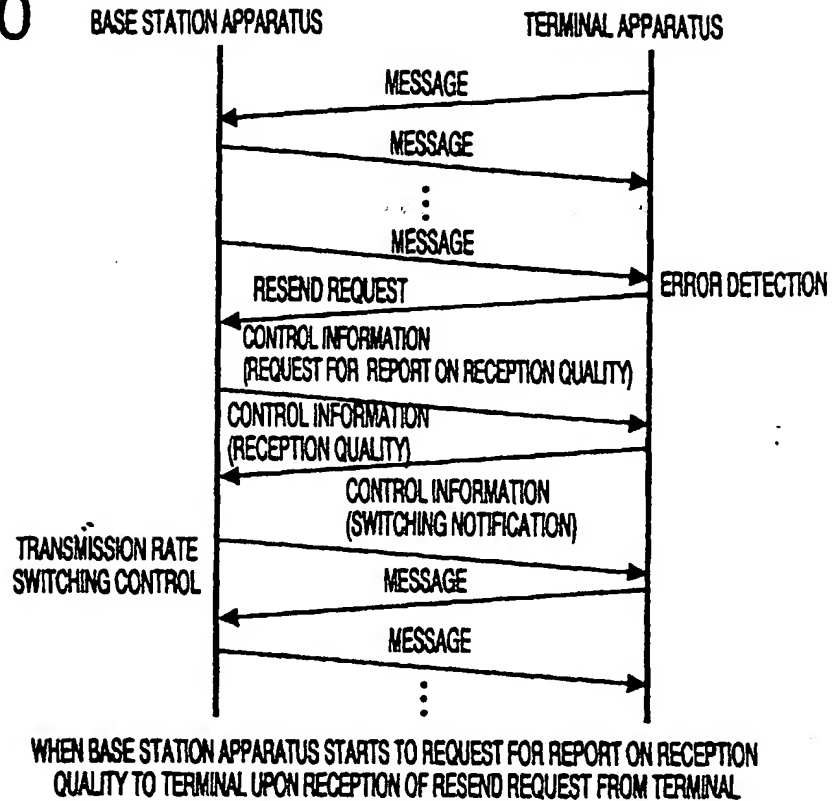 0
BASE STATION APPARATUS
TERMINAL APPARATUS
MESSAGE
MESSAGE
MESSAGE
ERROR DETECTION
RESEND REQUEST
CONTROL INFORMATION
(REQUEST FOR REPORT ON RECEPTION QUALITY)
CONTROL INFORMATION
(RECEPTION QUALITY)
CONTROL INFORMATION
(SWITCHING NOTIFICATION)
TRANSMISSION RATE
SWITCHING CONTROL
MESSAGE
MESSAGE
WHEN BASE STATION APPARATUS STARTS TO REQUEST FOR REPORT ON RECEPTION
QUALITY TO TERMINAL UPON RECEPTION OF RESEND REQUEST FROM TERMINAL